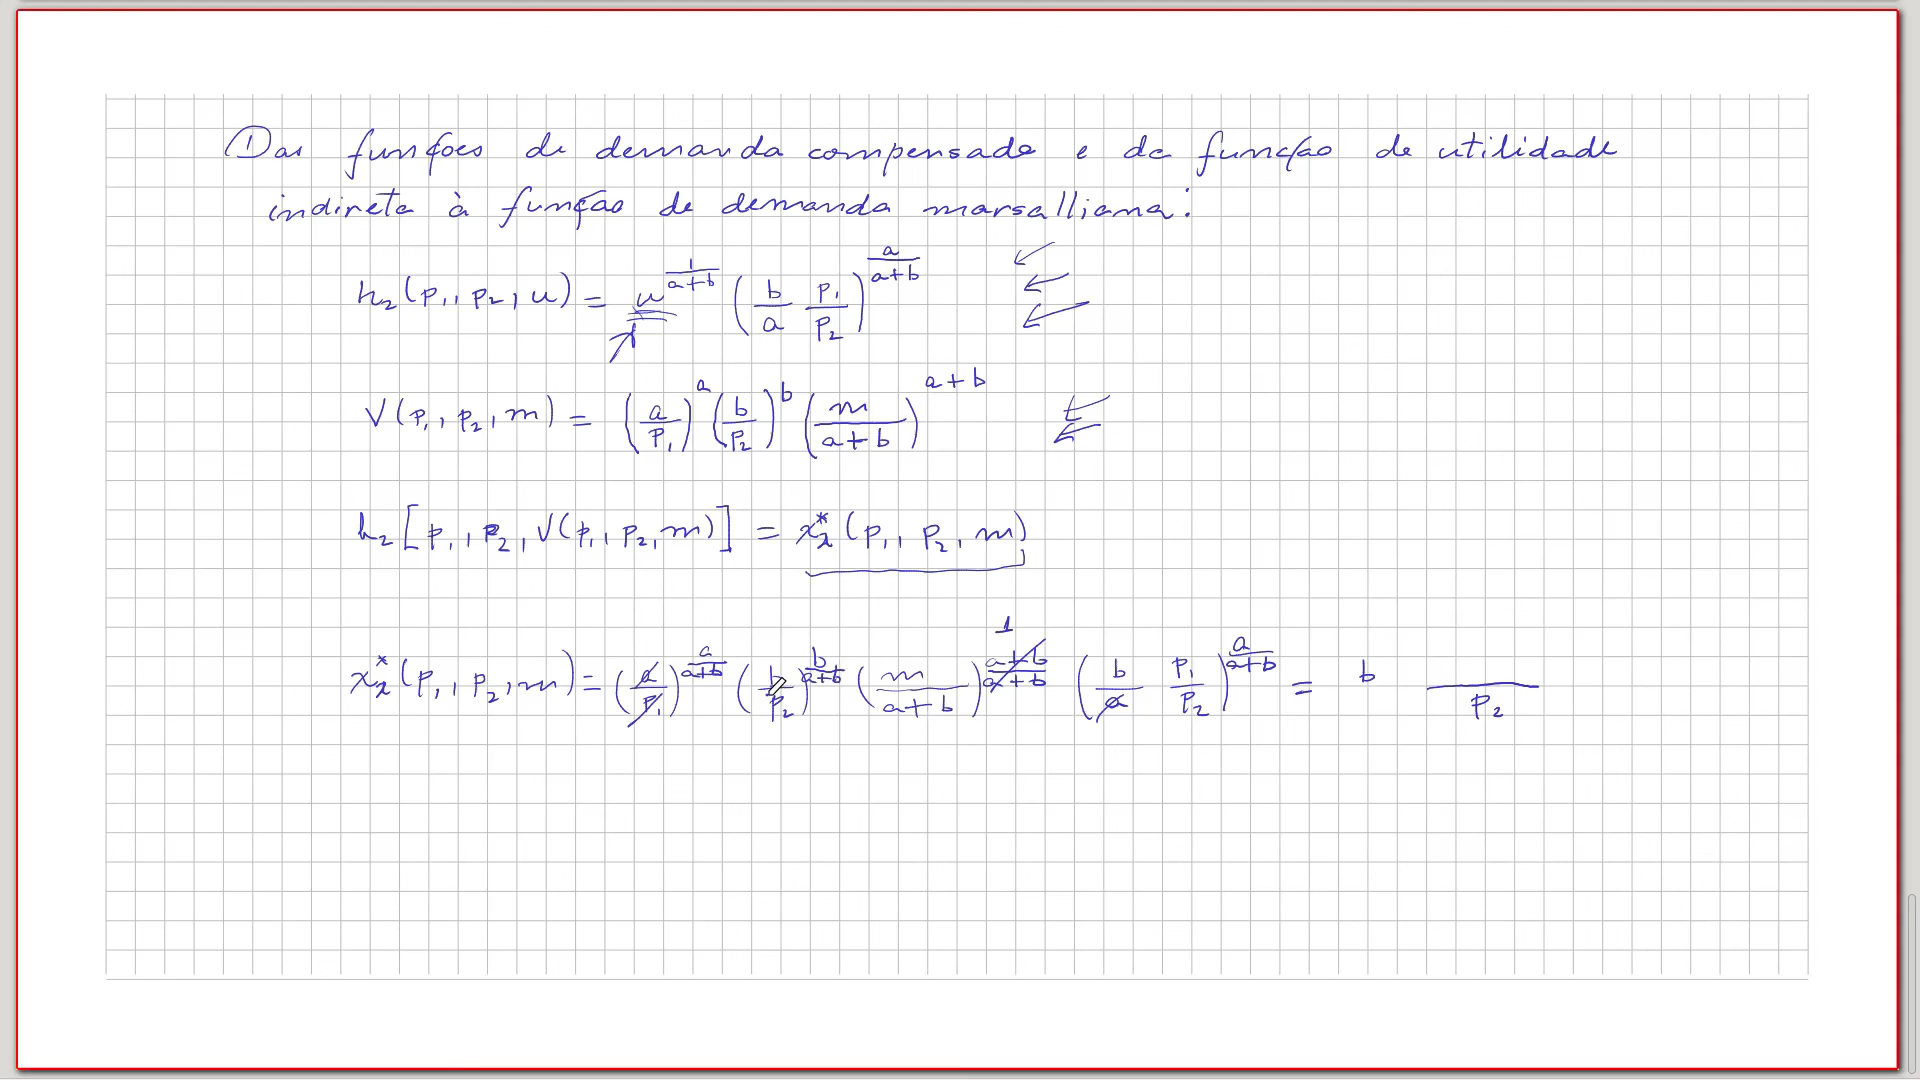 Das funções de demanda compensada e da função de utilidade
indireta à função de demanda marsalliana:
h₂(p₁, p₂, u) = u^{1/(a+b)} (b/a p₁/p₂)^{a/(a+b)}
V(p₁, p₂, m) = (a/p₁)^a (b/p₂)^b (m/(a+b))^{a+b}
h₂[p₁, p₂, V(p₁, p₂, m)] = x₂*(p₁, p₂, m)
x₂*(p₁, p₂, m) = (a/p₁)^{a/(a+b)} (b/p₂)^{b/(a+b)} (m/(a+b))^{(a+b)/(a+b)} 1 (b/a p₁/p₂)^{a/(a+b)} = b /p₂